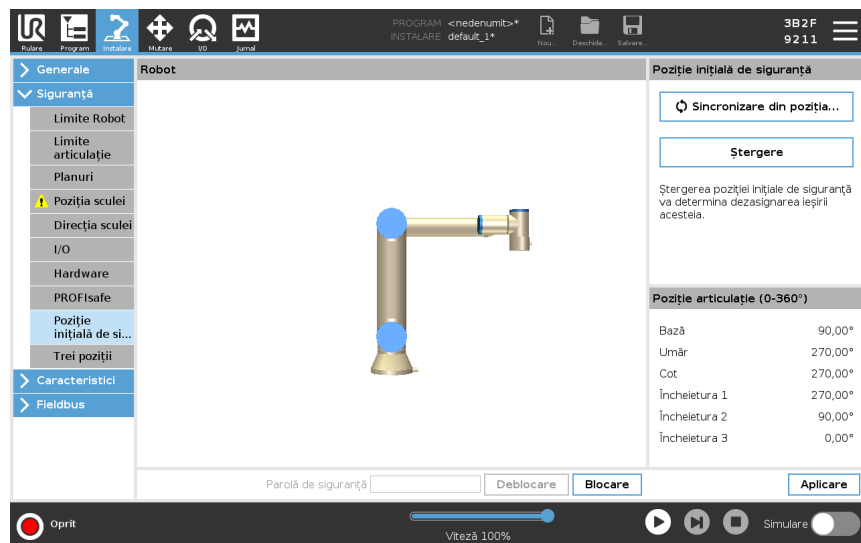 Rulare
Program
Instalare
Mutare
I/O
Jurnal
PROGRAM <nedenumit>*
INSTALARE default_1*
Nou...
Deschide...
Salvare...
3B2F
9211
Generale
Siguranță
Limite Robot
Limite
articulație
Planuri
Poziția sculei
Direcția sculei
I/O
Hardware
PROFIsafe
Poziție
inițială de si...
Trei poziții
Caracteristici
Fieldbus
Robot
Poziție inițială de siguranță
Sincronizare din poziția...
Ștergere
Ștergerea poziției inițiale de siguranță
va determina dezasignarea ieșirii
acesteia.
Poziție articulație (0-360°)
Bază 90,00°
Umăr 270,00°
Cot 270,00°
Încheietura 1 270,00°
Încheietura 2 90,00°
Încheietura 3 0,00°
Parolă de siguranță
Deblocare
Blocare
Aplicare
Oprit
Viteză 100%
Simulare